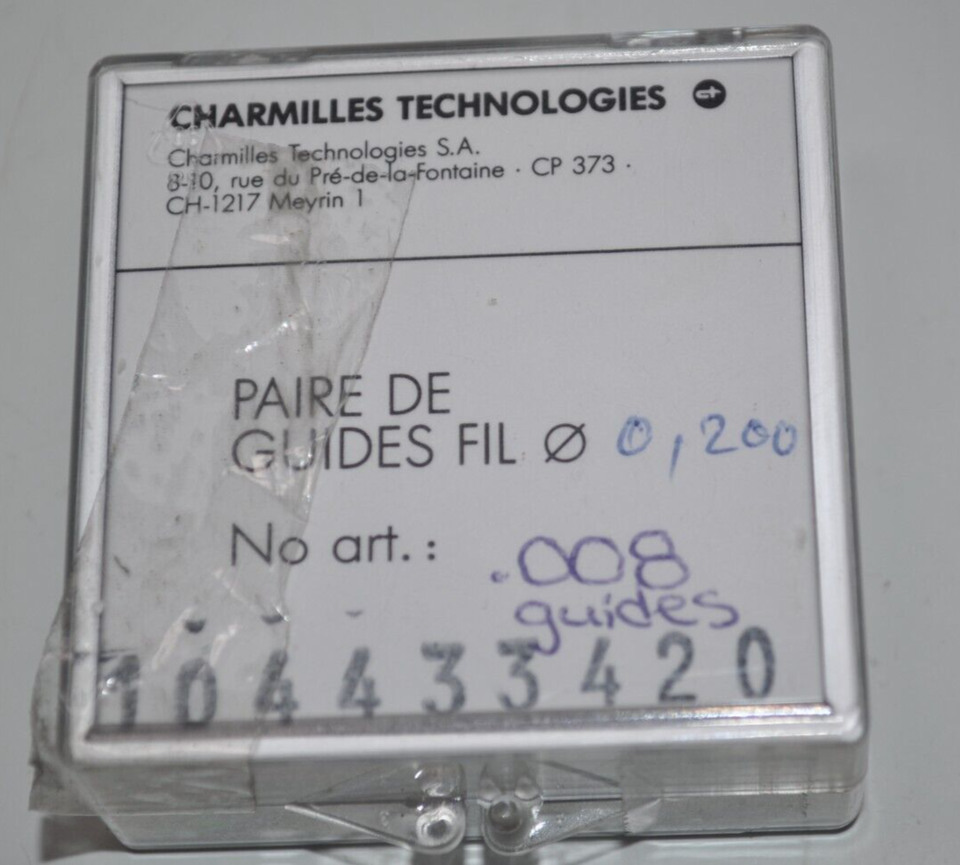 CHARMILLES TECHNOLOGIES
Charmilles Technologies S.A.
8-10, rue du Pré-de-la-Fontaine · CP 373 ·
CH-1217 Meyrin 1
PAIRE DE
GUIDES FIL Ø 0,200
No art.: .008
guides
104433420